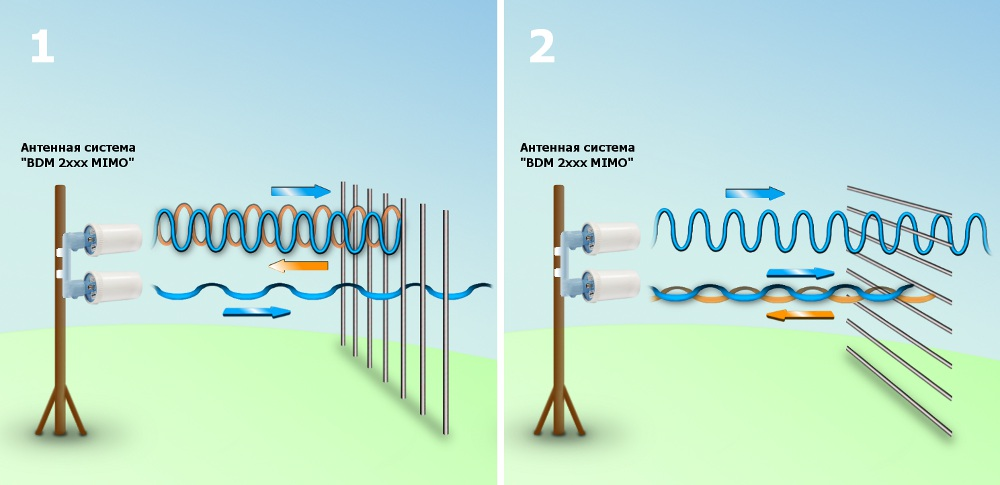 1
Антенная система
"BDM 2xxx MIMO"
2
Антенная система
"BDM 2xxx MIMO"